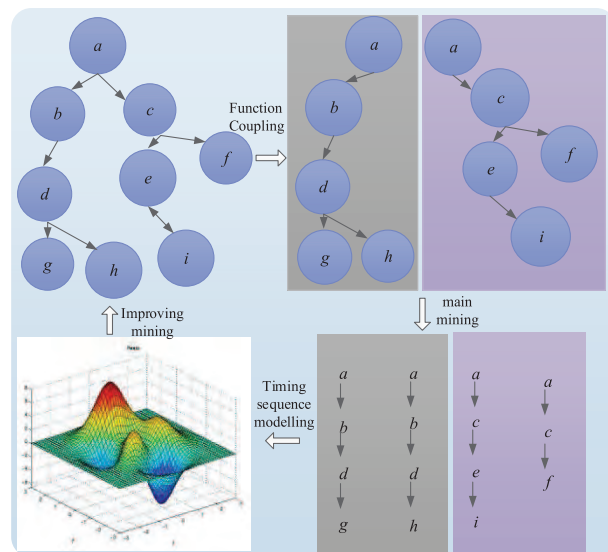 a
b
c
d
e
f
g
h
i
Function
Coupling
a
b
d
g
h
a
c
e
f
i
Improving
mining
main
mining
Timing
sequence
modelling
a
b
d
g
a
b
d
h
a
c
e
i
a
c
f